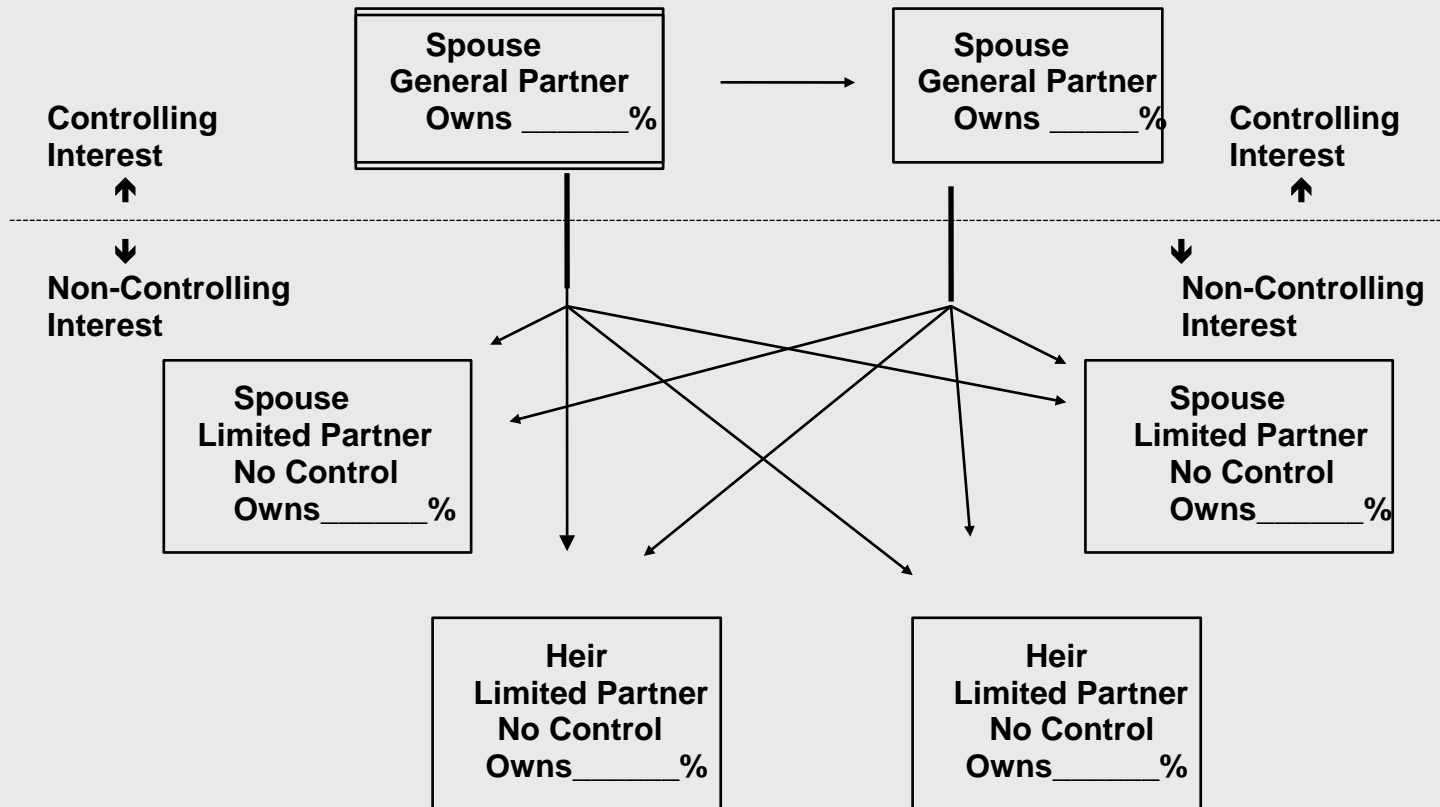 Spouse
General Partner
Owns ______%
Spouse
General Partner
Owns _____%
Controlling
Interest
Controlling
Interest
Non-Controlling
Interest
Non-Controlling
Interest
Spouse
Limited Partner
No Control
Owns______%
Spouse
Limited Partner
No Control
Owns______%
Heir
Limited Partner
No Control
Owns______%
Heir
Limited Partner
No Control
Owns______%